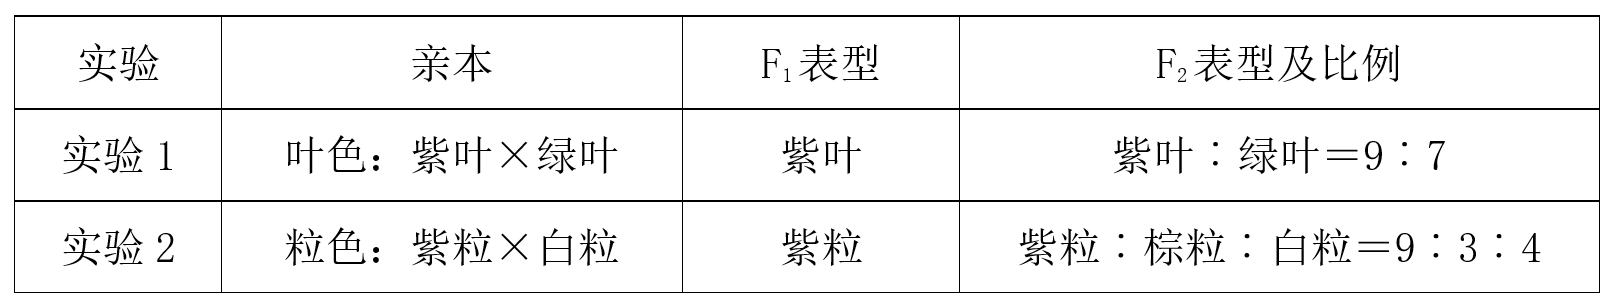 实验 亲本 F₁表型 F₂表型及比例
实验1 叶色：紫叶×绿叶 紫叶 紫叶∶绿叶＝9∶7
实验2 粒色：紫粒×白粒 紫粒 紫粒∶棕粒∶白粒＝9∶3∶4